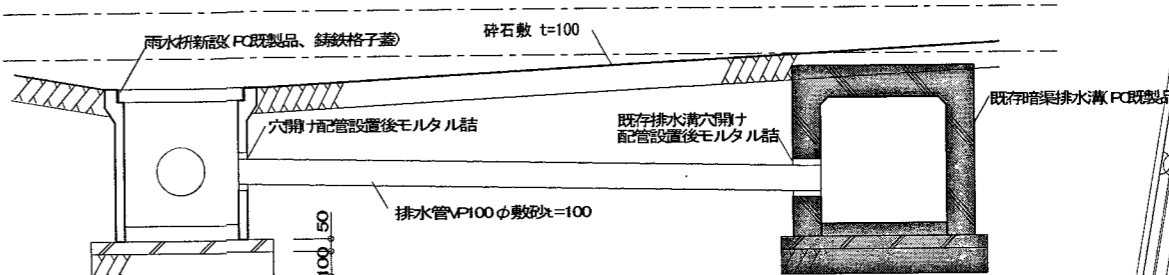 砕石敷 t=100
雨水枡新設(PC既製品、鋳鉄格子蓋)
既存暗渠排水溝(PC既製品
穴開け配管設置後モルタル詰
既存排水溝穴開け
配管設置後モルタル詰
排水管VP100φ敷砂t=100
50
100